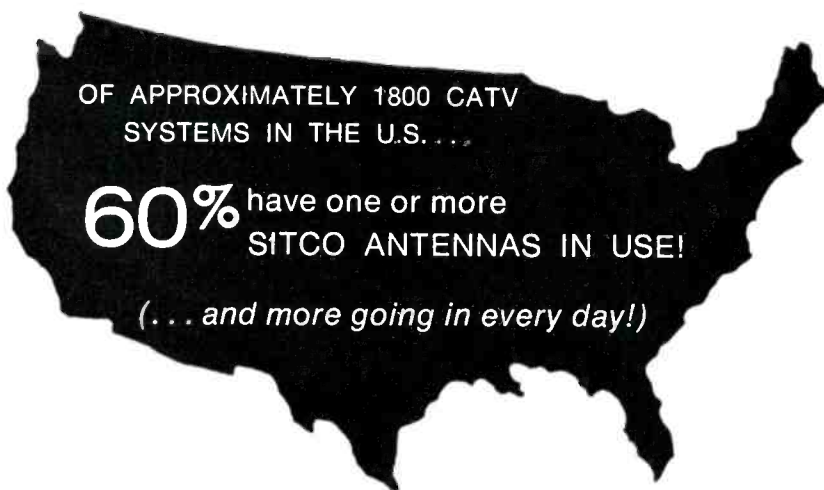 OF APPROXIMATELY 1800 CATV
SYSTEMS IN THE U.S....
60% have one or more
SITCO ANTENNAS IN USE!
(... and more going in every day!)